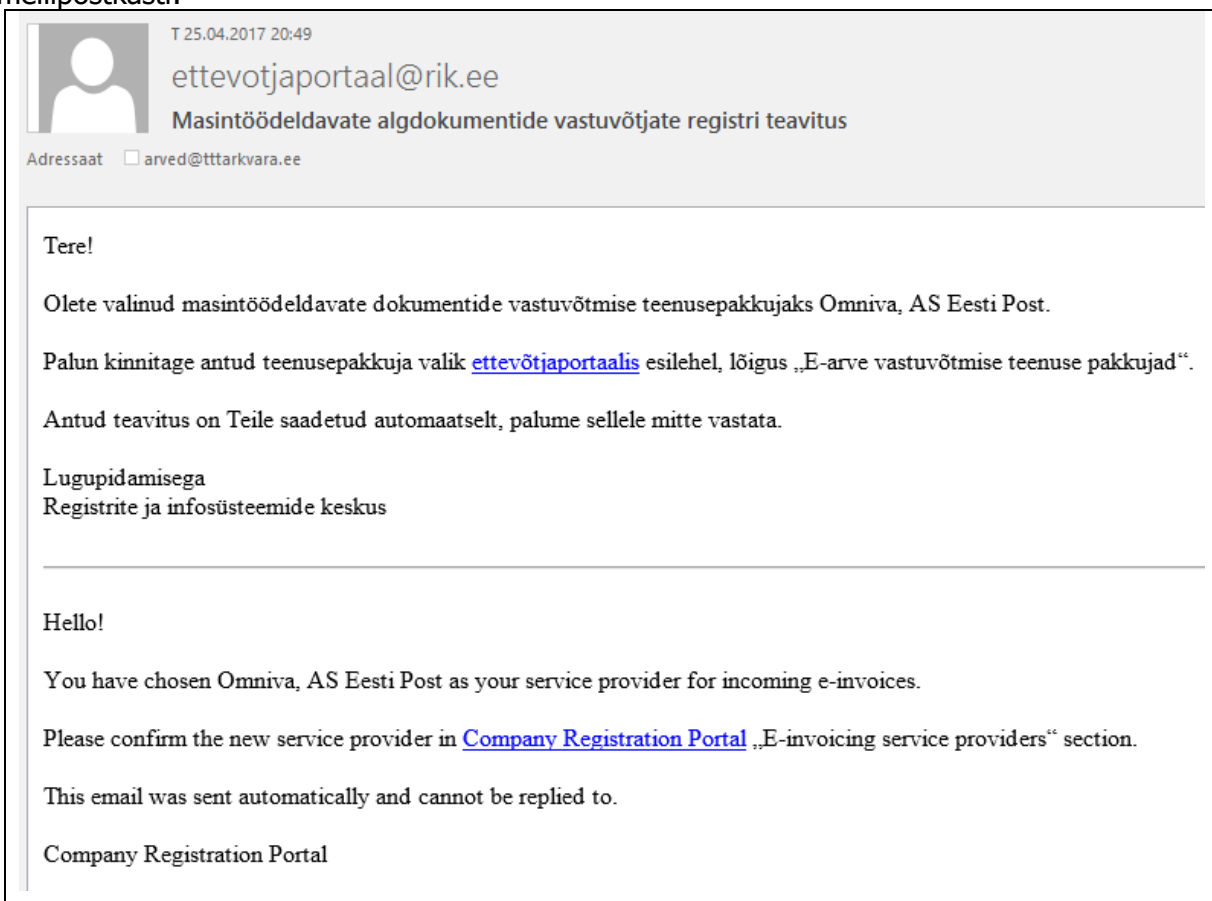 meilipostkasti.
T 25.04.2017 20:49
ettevotjaportaal@rik.ee
Masintöödeldavate algdokumentide vastuvõtjate registri teavitus
Adressaat arved@tttarkvara.ee
Tere!
Olete valinud masintöödeldavate dokumentide vastuvõtmise teenusepakkujaks Omniva, AS Eesti Post.
Palun kinnitage antud teenusepakkuja valik ettevõtjaportaalis esilehel, lõigus „E-arve vastuvõtmise teenuse pakkujad“.
Antud teavitus on Teile saadetud automaatselt, palume sellele mitte vastata.
Lugupidamisega
Registrite ja infosüsteemide keskus
Hello!
You have chosen Omniva, AS Eesti Post as your service provider for incoming e-invoices.
Please confirm the new service provider in Company Registration Portal „E-invoicing service providers“ section.
This email was sent automatically and cannot be replied to.
Company Registration Portal